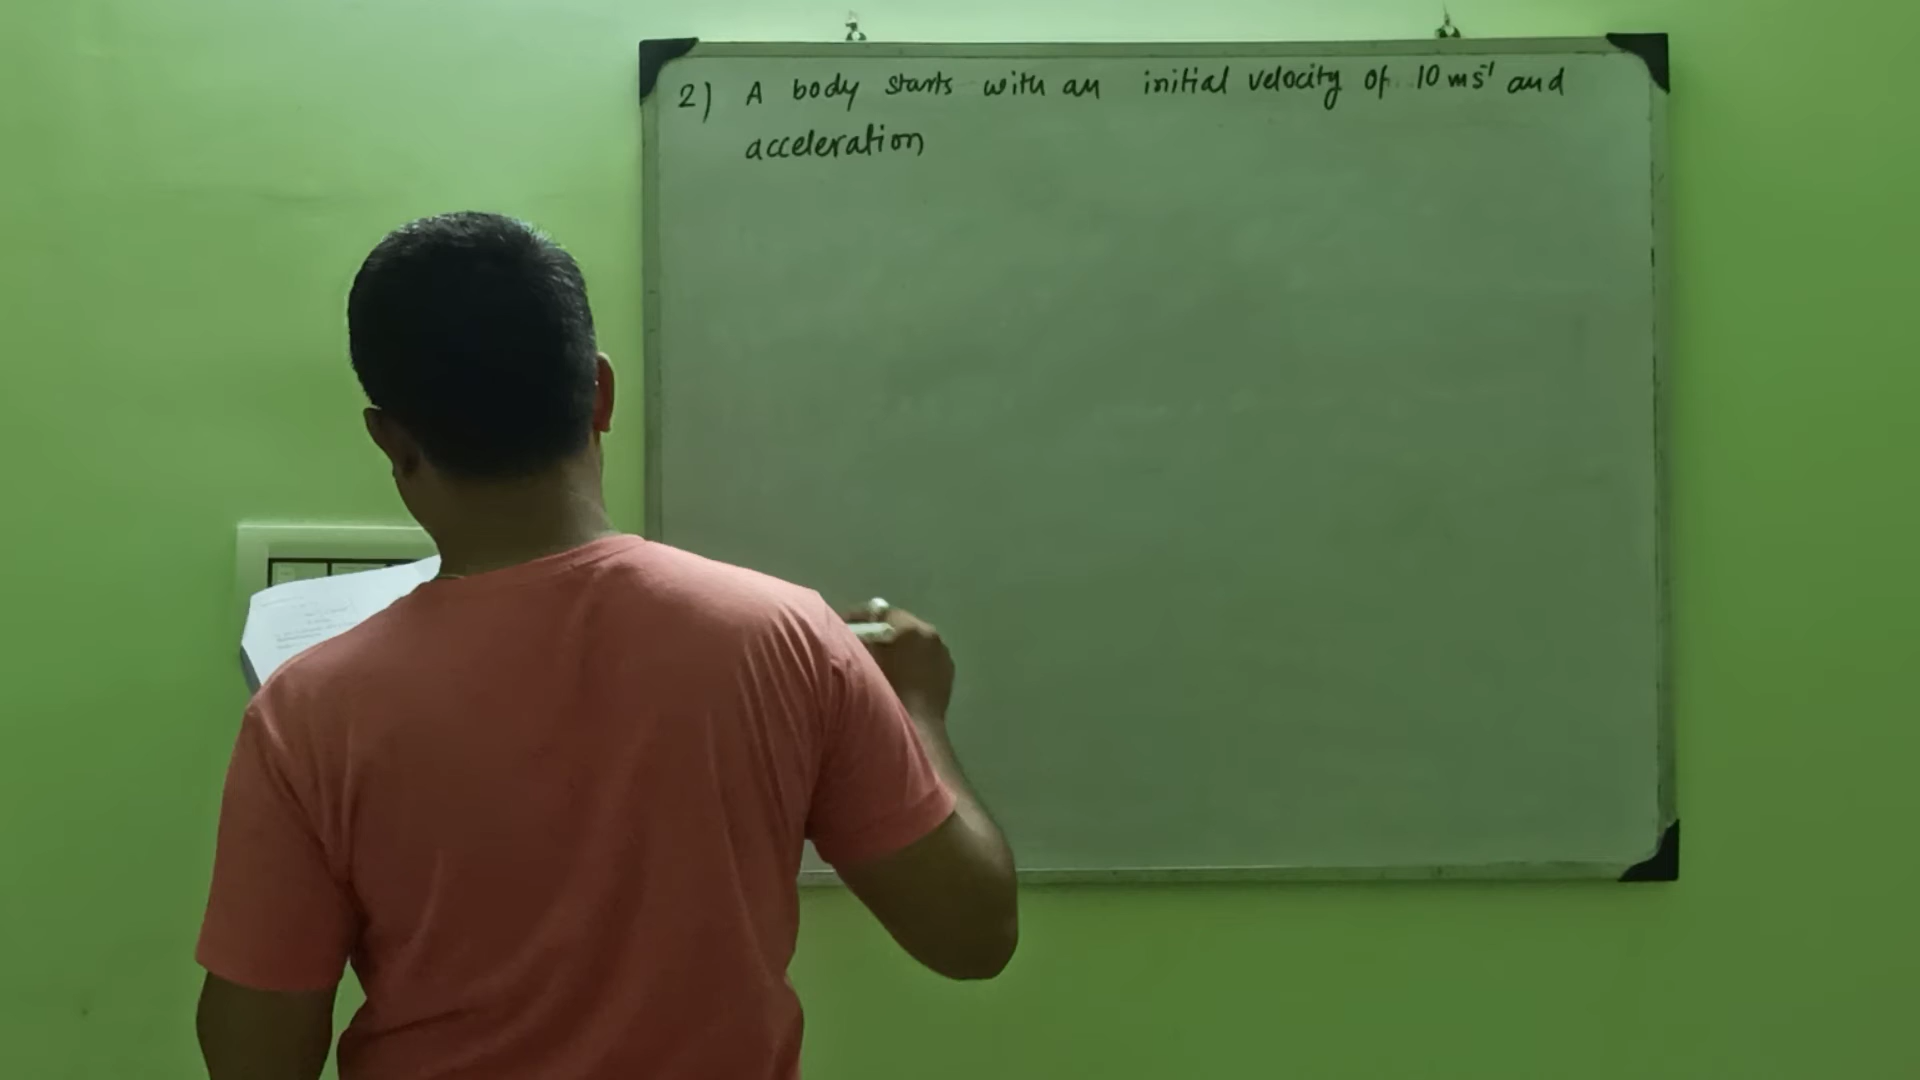 2) A body starts with an initial velocity of 10 ms⁻¹ and
acceleration